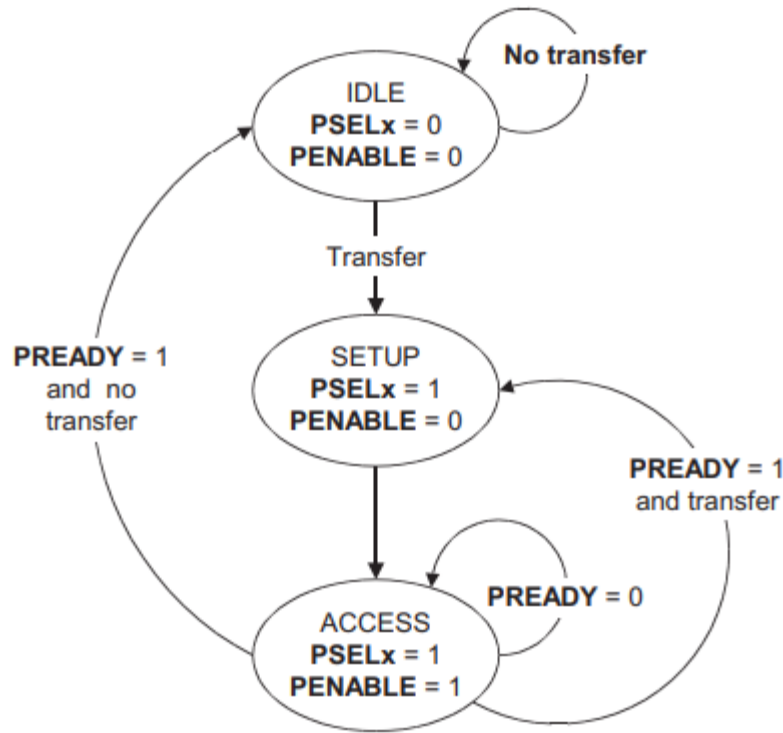 No transfer
IDLE
PSELx = 0
PENABLE = 0
Transfer
PREADY = 1
and no
transfer
SETUP
PSELx = 1
PENABLE = 0
PREADY = 1
and transfer
PREADY = 0
ACCESS
PSELx = 1
PENABLE = 1